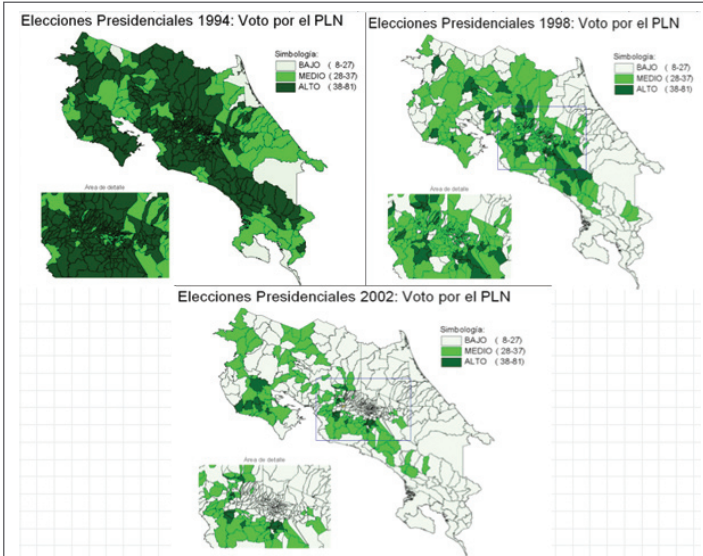 Elecciones Presidenciales 1994: Voto por el PLN
Simbología:
BAJO ( 8-27)
MEDIO (28-37)
ALTO (38-81)
Área de detalle
Elecciones Presidenciales 1998: Voto por el PLN
Simbología:
BAJO ( 8-27)
MEDIO (28-37)
ALTO (38-81)
Área de detalle
Elecciones Presidenciales 2002: Voto por el PLN
Simbología:
BAJO ( 8-27)
MEDIO (28-37)
ALTO (38-81)
Área de detalle